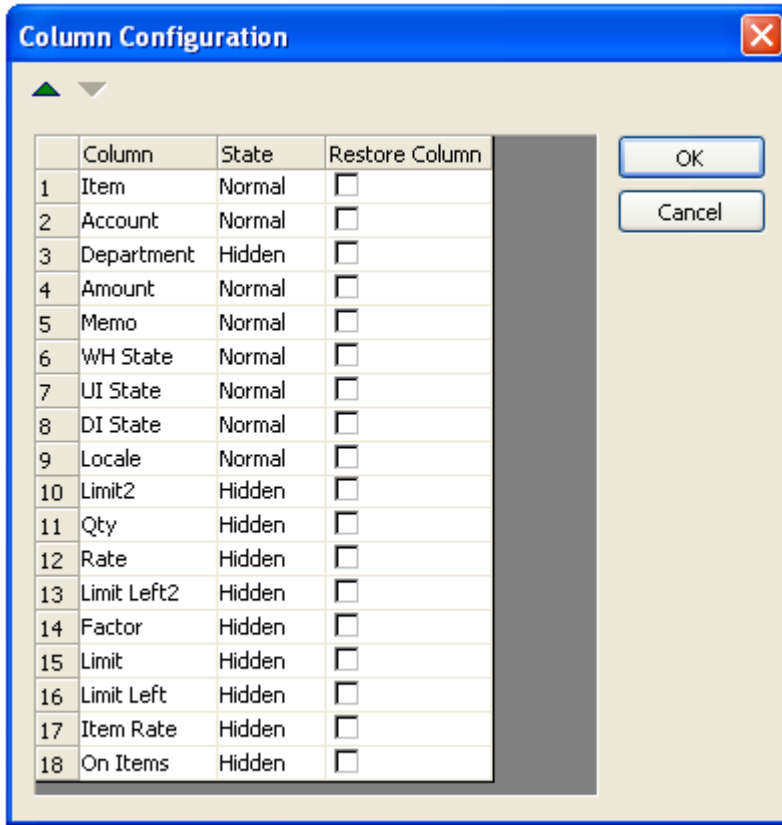 Column Configuration
Column State Restore Column
1 Item Normal
2 Account Normal
3 Department Hidden
4 Amount Normal
5 Memo Normal
6 WH State Normal
7 UI State Normal
8 DI State Normal
9 Locale Normal
10 Limit2 Hidden
11 Qty Hidden
12 Rate Hidden
13 Limit Left2 Hidden
14 Factor Hidden
15 Limit Hidden
16 Limit Left Hidden
17 Item Rate Hidden
18 On Items Hidden
OK
Cancel